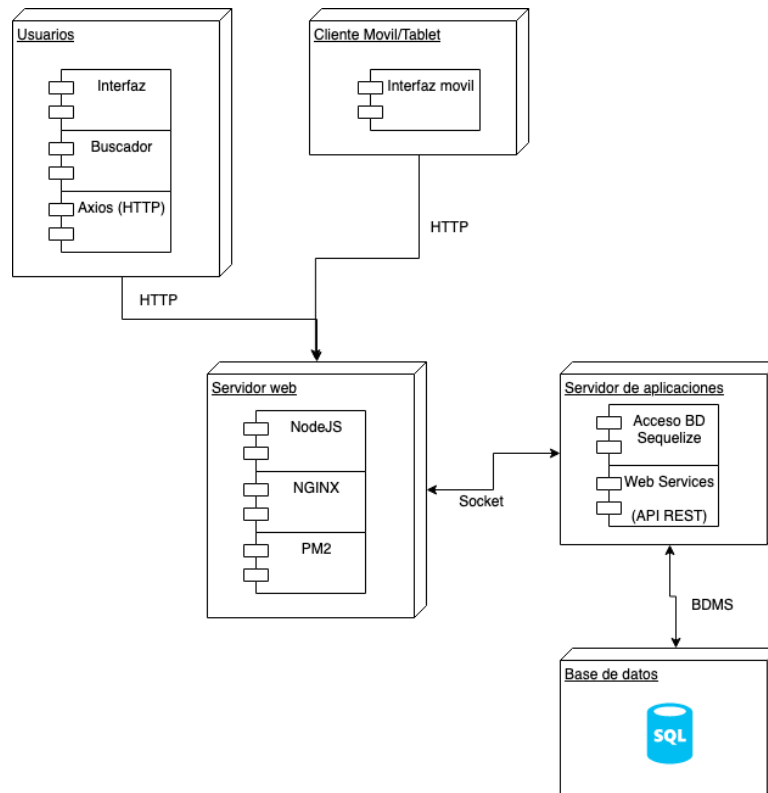 Usuarios
Interfaz
Buscador
Axios (HTTP)
Cliente Movil/Tablet
Interfaz movil
HTTP
HTTP
Servidor web
NodeJS
NGINX
PM2
Socket
Servidor de aplicaciones
Acceso BD
Sequelize
Web Services
(API REST)
BDMS
Base de datos
SQL